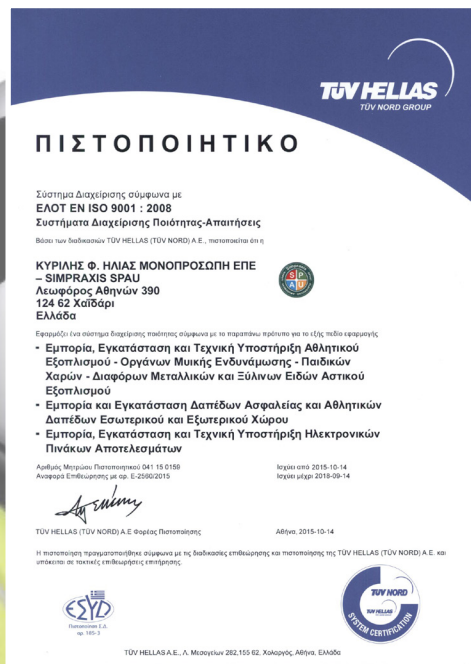 TÜV HELLAS
TÜV NORD GROUP
ΠΙΣΤΟΠΟΙΗΤΙΚΟ
Σύστημα Διαχείρισης σύμφωνα με
ΕΛΟΤ EN ISO 9001 : 2008
Συστήματα Διαχείρισης Ποιότητας-Απαιτήσεις
Βάσει των διαδικασιών TÜV HELLAS (TÜV NORD) Α.Ε., πιστοποιείται ότι η
ΚΥΡΙΛΗΣ Φ. ΗΛΙΑΣ ΜΟΝΟΠΡΟΣΩΠΗ ΕΠΕ
– SIMPRAXIS SPAU
Λεωφόρος Αθηνών 390
124 62 Χαϊδάρι
Ελλάδα
S P
A U
Εφαρμόζει ένα σύστημα διαχείρισης ποιότητας σύμφωνα με το παραπάνω πρότυπο για το εξής πεδίο εφαρμογής
- Εμπορία, Εγκατάσταση και Τεχνική Υποστήριξη Αθλητικού
Εξοπλισμού - Οργάνων Μυικής Ενδυνάμωσης - Παιδικών
Χαρών - Διαφόρων Μεταλλικών και Ξύλινων Ειδών Αστικού
Εξοπλισμού
- Εμπορία και Εγκατάσταση Δαπέδων Ασφαλείας και Αθλητικών
Δαπέδων Εσωτερικού και Εξωτερικού Χώρου
- Εμπορία, Εγκατάσταση και Τεχνική Υποστήριξη Ηλεκτρονικών
Πινάκων Αποτελεσμάτων
Αριθμός Μητρώου Πιστοποιητικού 041 15 0159
Αναφορά Επιθεώρησης με αρ. E-2560/2015
Ισχύει από 2015-10-14
Ισχύει μέχρι 2018-09-14
TÜV HELLAS (TÜV NORD) Α.Ε Φορέας Πιστοποίησης
Αθήνα, 2015-10-14
Η πιστοποίηση πραγματοποιήθηκε σύμφωνα με τις διαδικασίες επιθεώρησης και πιστοποίησης της TÜV HELLAS (TÜV NORD) Α.Ε. και
υπόκειται σε τακτικές επιθεωρήσεις επιτήρησης.
ΕΣΥΔ
Πιστοποίηση Σ.Δ.
αρ. 165-3
TÜV NORD
TÜV HELLAS
SYSTEM CERTIFICATION
TÜV HELLAS Α.Ε., Λ. Μεσογείων 282,155 62, Χολαργός, Αθήνα, Ελλάδα